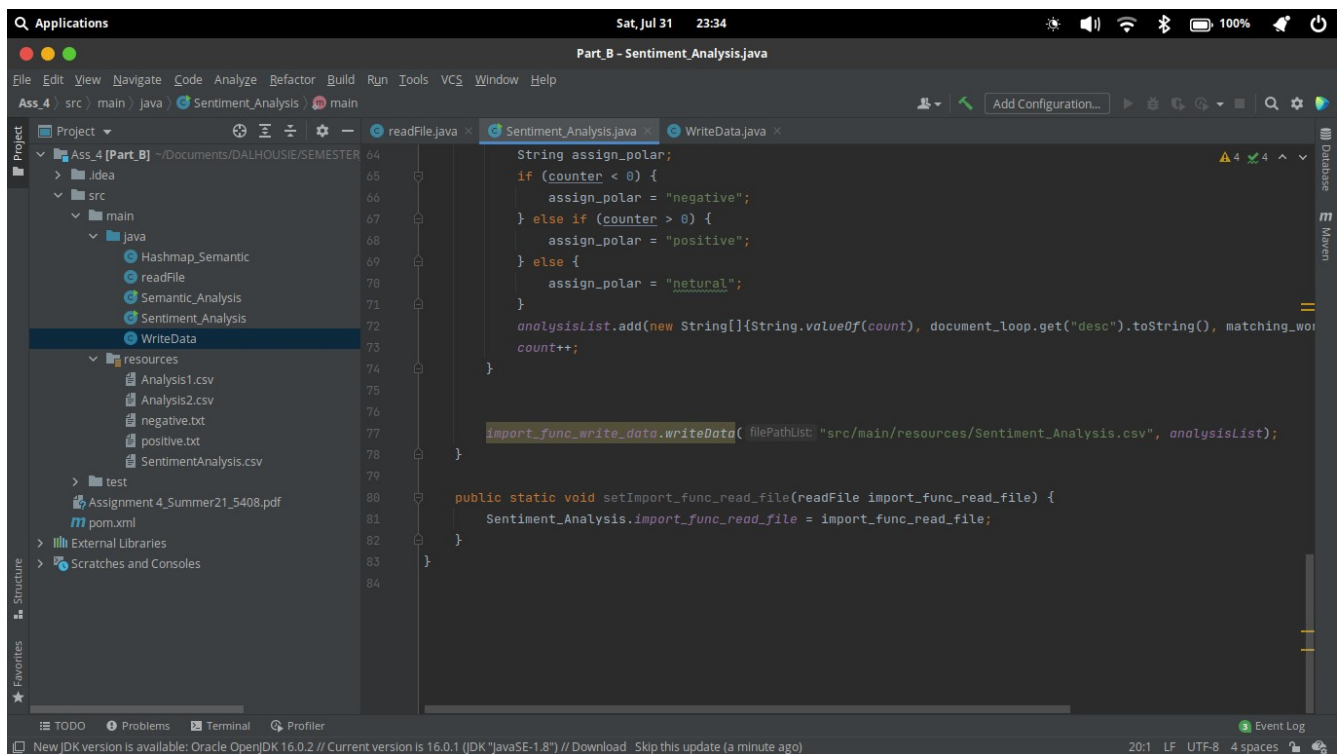 Applications
Sat, Jul 31 23:34
100%
Part_B – Sentiment_Analysis.java
File Edit View Navigate Code Analyze Refactor Build Run Tools VCS Window Help
Ass_4 src main java Sentiment_Analysis main
Add Configuration...
Project
readFile.java
Sentiment_Analysis.java
WriteData.java
Project
Ass_4 [Part_B] ~/Documents/DALHOUSIE/SEMESTER
.idea
src
main
java
Hashmap_Semantic
readFile
Semantic_Analysis
Sentiment_Analysis
WriteData
resources
Analysis1.csv
Analysis2.csv
negative.txt
positive.txt
SentimentAnalysis.csv
test
Assignment 4_Summer21_5408.pdf
pom.xml
External Libraries
Scratches and Consoles
Structure
Favorites
64 String assign_polar;
65 if (counter < 0) {
66 assign_polar = "negative";
67 } else if (counter > 0) {
68 assign_polar = "positive";
69 } else {
70 assign_polar = "netural";
71 }
72 analysisList.add(new String[]{String.valueOf(count), document_loop.get("desc").toString(), matching_wo
73 count++;
74 }
75
76
77 import_func_write_data.writeData( filePathList: "src/main/resources/Sentiment_Analysis.csv", analysisList);
78 }
79
80 public static void setImport_func_read_file(readFile import_func_read_file) {
81 Sentiment_Analysis.import_func_read_file = import_func_read_file;
82 }
83 }
84
4 4
Database
m Maven
TODO Problems Terminal Profiler
3 Event Log
New JDK version is available: Oracle OpenJDK 16.0.2 // Current version is 16.0.1 (JDK "JavaSE-1.8") // Download Skip this update (a minute ago)
20:1 LF UTF-8 4 spaces